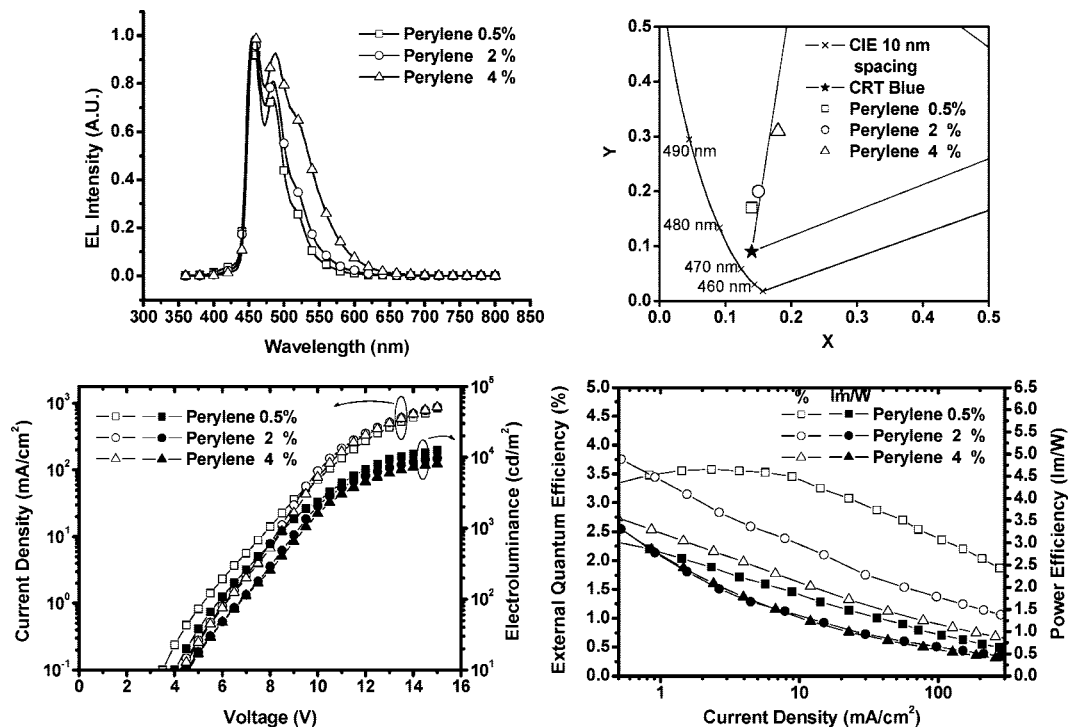 1.0
0.8
0.6
0.4
0.2
0.0
EL Intensity (A.U.)
Perylene 0.5%
Perylene 2 %
Perylene 4 %
300 350 400 450 500 550 600 650 700 750 800 850
Wavelength (nm)
0.5
0.4
0.3
0.2
0.1
0.0
Y
CIE 10 nm
spacing
CRT Blue
Perylene 0.5%
Perylene 2 %
Perylene 4 %
490 nm
480 nm
470 nm
460 nm
0.0 0.1 0.2 0.3 0.4 0.5
X
10³
10²
10¹
10⁰
10⁻¹
Current Density (mA/cm²)
Perylene 0.5%
Perylene 2 %
Perylene 4 %
10⁵
10⁴
10³
10²
10
Electroluminance (cd/m²)
0 2 4 6 8 10 12 14 16
Voltage (V)
5.0
4.5
4.0
3.5
3.0
2.5
2.0
1.5
1.0
0.5
0.0
External Quantum Efficiency (%)
% lm/W
Perylene 0.5%
Perylene 2 %
Perylene 4 %
6.5
6.0
5.5
5.0
4.5
4.0
3.5
3.0
2.5
2.0
1.5
1.0
0.5
0.0
Power Efficiency (lm/W)
1 10 100
Current Density (mA/cm²)